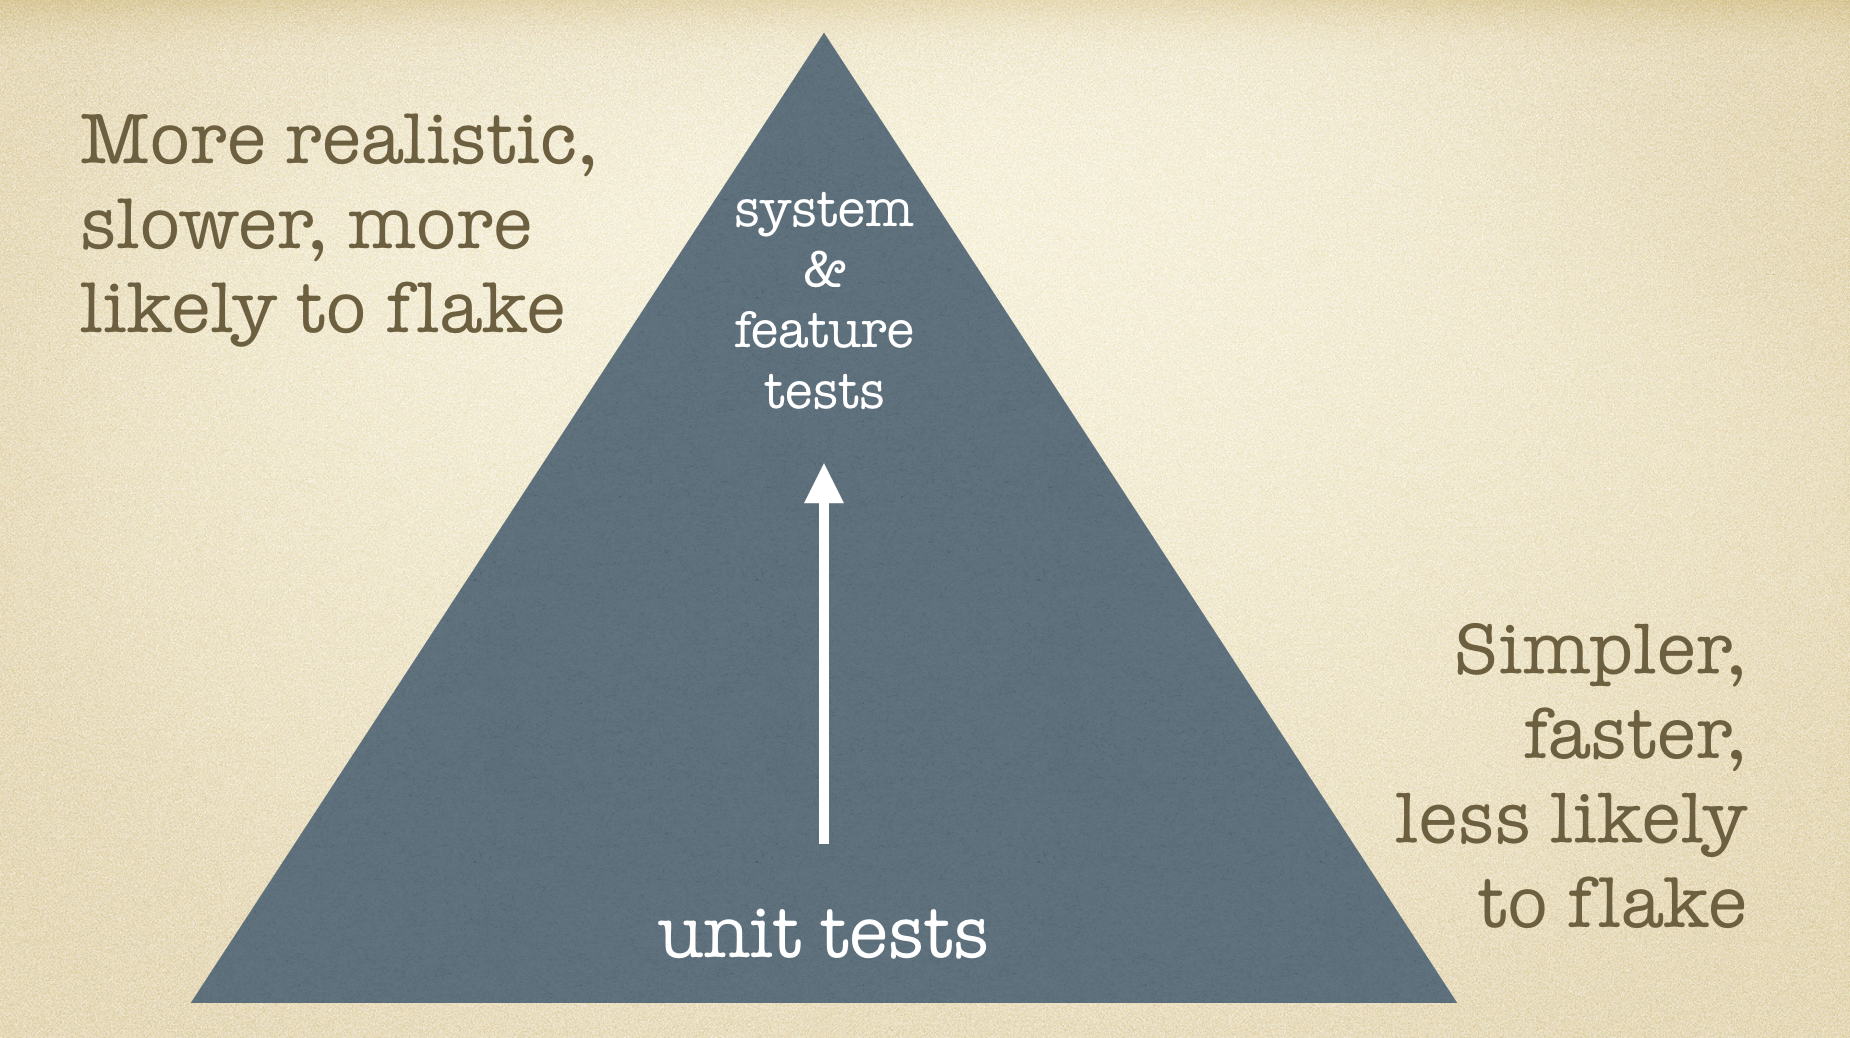 More realistic,
slower, more
likely to flake
system
&
feature
tests
Simpler,
faster,
less likely
to flake
unit tests